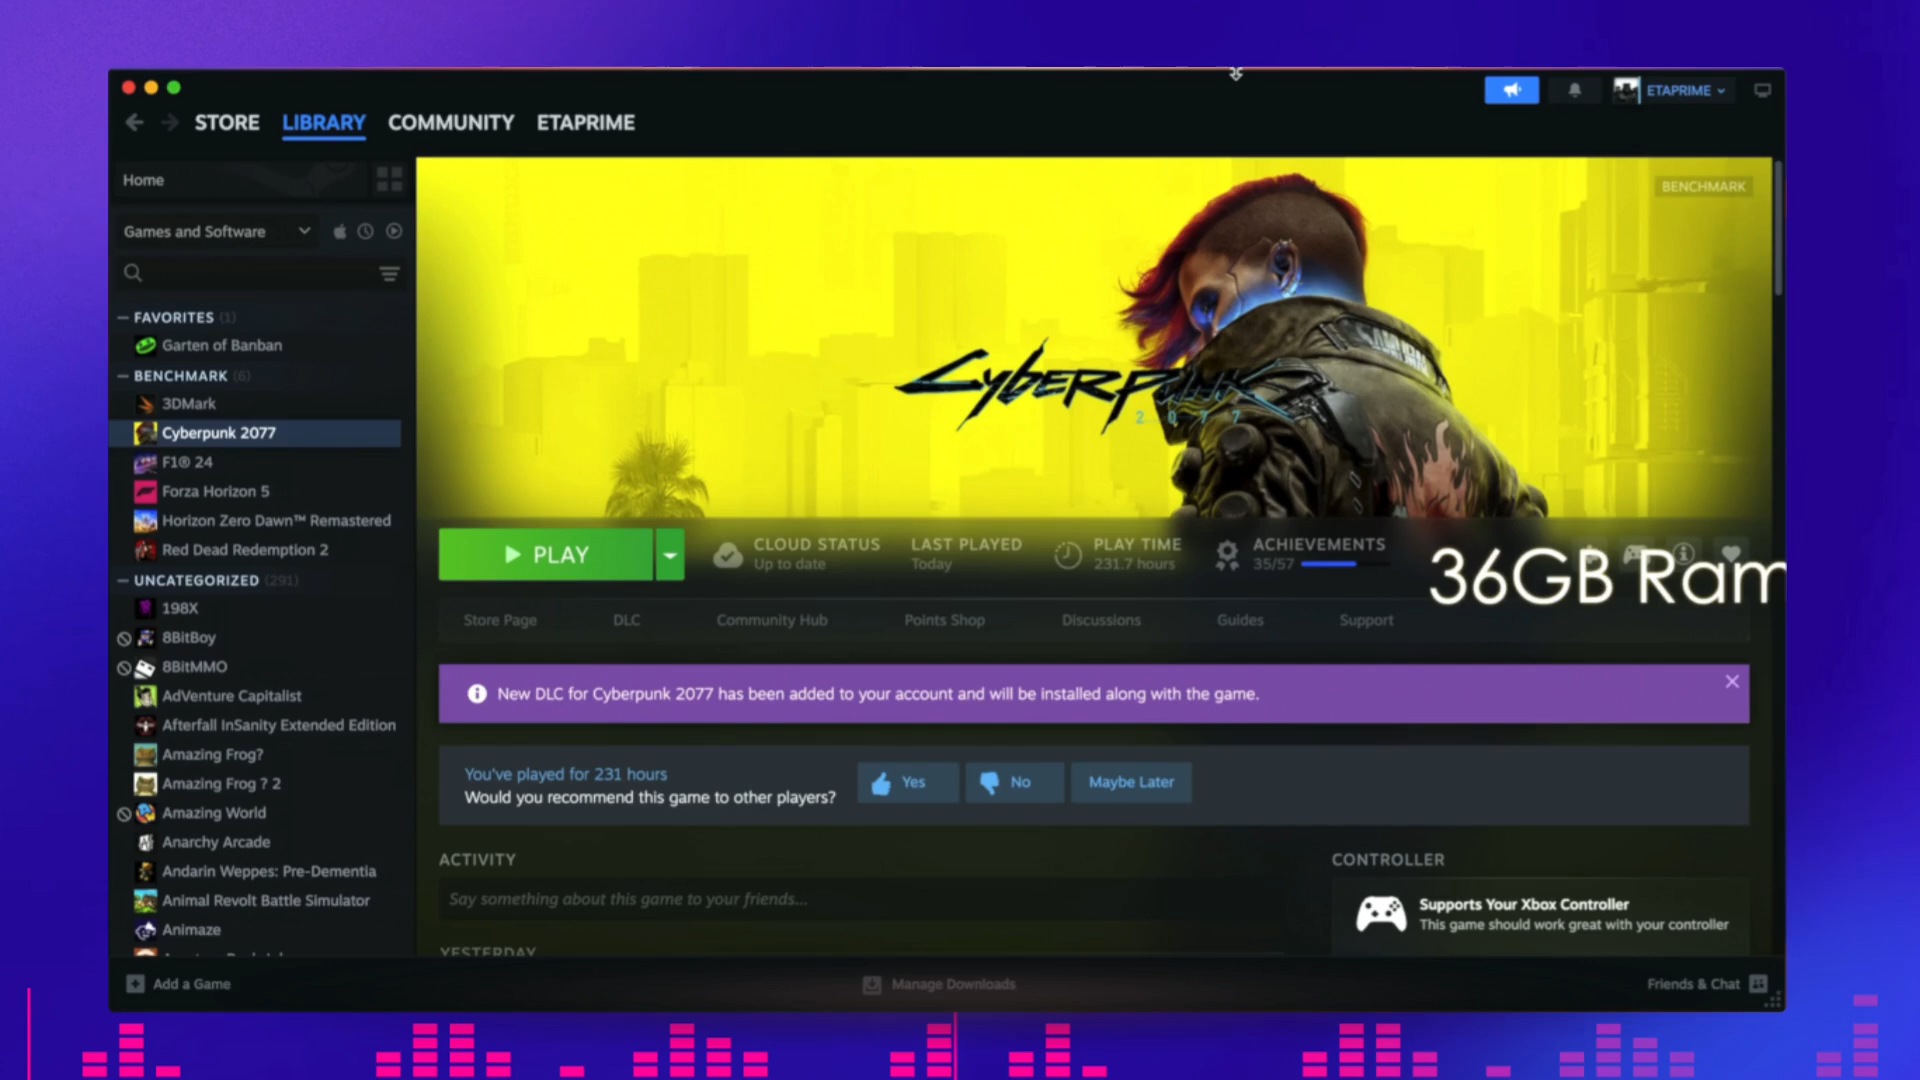 ETAPRIME
STORE LIBRARY COMMUNITY ETAPRIME
Home
Games and Software
FAVORITES (1)
Garten of Banban
BENCHMARK (6)
3DMark
Cyberpunk 2077
F1® 24
Forza Horizon 5
Horizon Zero Dawn™ Remastered
Red Dead Redemption 2
UNCATEGORIZED (291)
198X
8BitBoy
8BitMMO
AdVenture Capitalist
Afterfall InSanity Extended Edition
Amazing Frog?
Amazing Frog ? 2
Amazing World
Anarchy Arcade
Andarin Weppes: Pre-Dementia
Animal Revolt Battle Simulator
Animaze
BENCHMARK
CYBERPUNK
2077
SAMURAI
PLAY
CLOUD STATUS
Up to date
LAST PLAYED
Today
PLAY TIME
231.7 hours
ACHIEVEMENTS
35/57
36GB Ram
Store Page DLC Community Hub Points Shop Discussions Guides Support
New DLC for Cyberpunk 2077 has been added to your account and will be installed along with the game.
You've played for 231 hours
Would you recommend this game to other players?
Yes
No
Maybe Later
ACTIVITY
Say something about this game to your friends...
YESTERDAY
CONTROLLER
Supports Your Xbox Controller
This game should work great with your controller
Add a Game
Manage Downloads
Friends & Chat